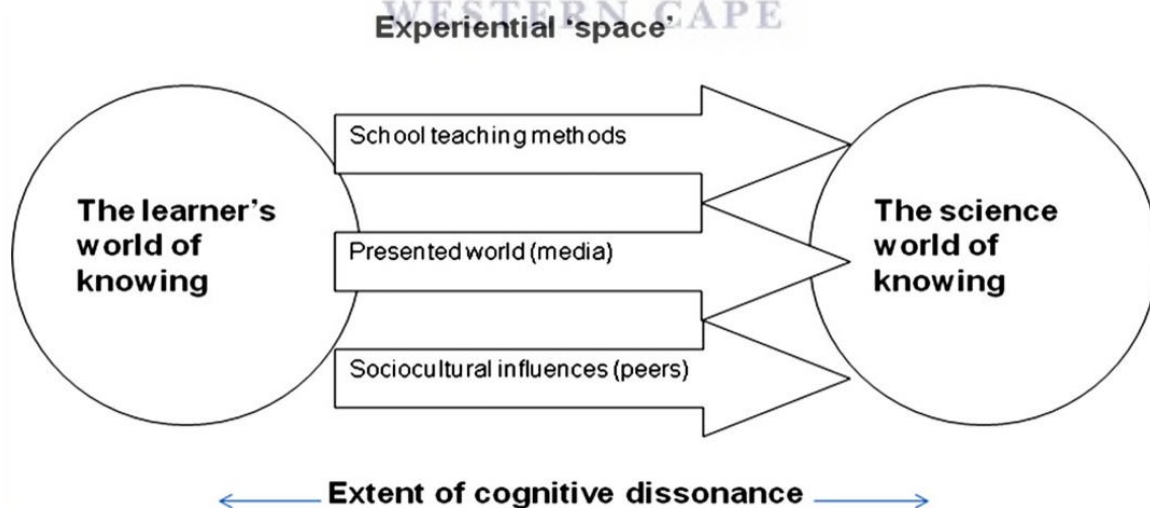 WESTERN CAPE
Experiential ‘space’
School teaching methods
The learner’s
world of
knowing
Presented world (media)
The science
world of
knowing
Sociocultural influences (peers)
Extent of cognitive dissonance